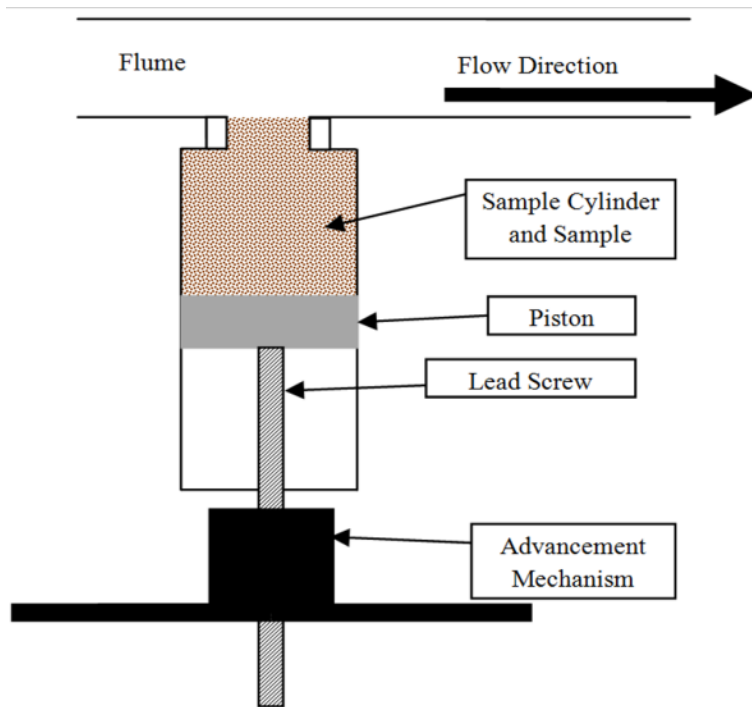 Flume
Flow Direction
Sample Cylinder
and Sample
Piston
Lead Screw
Advancement
Mechanism